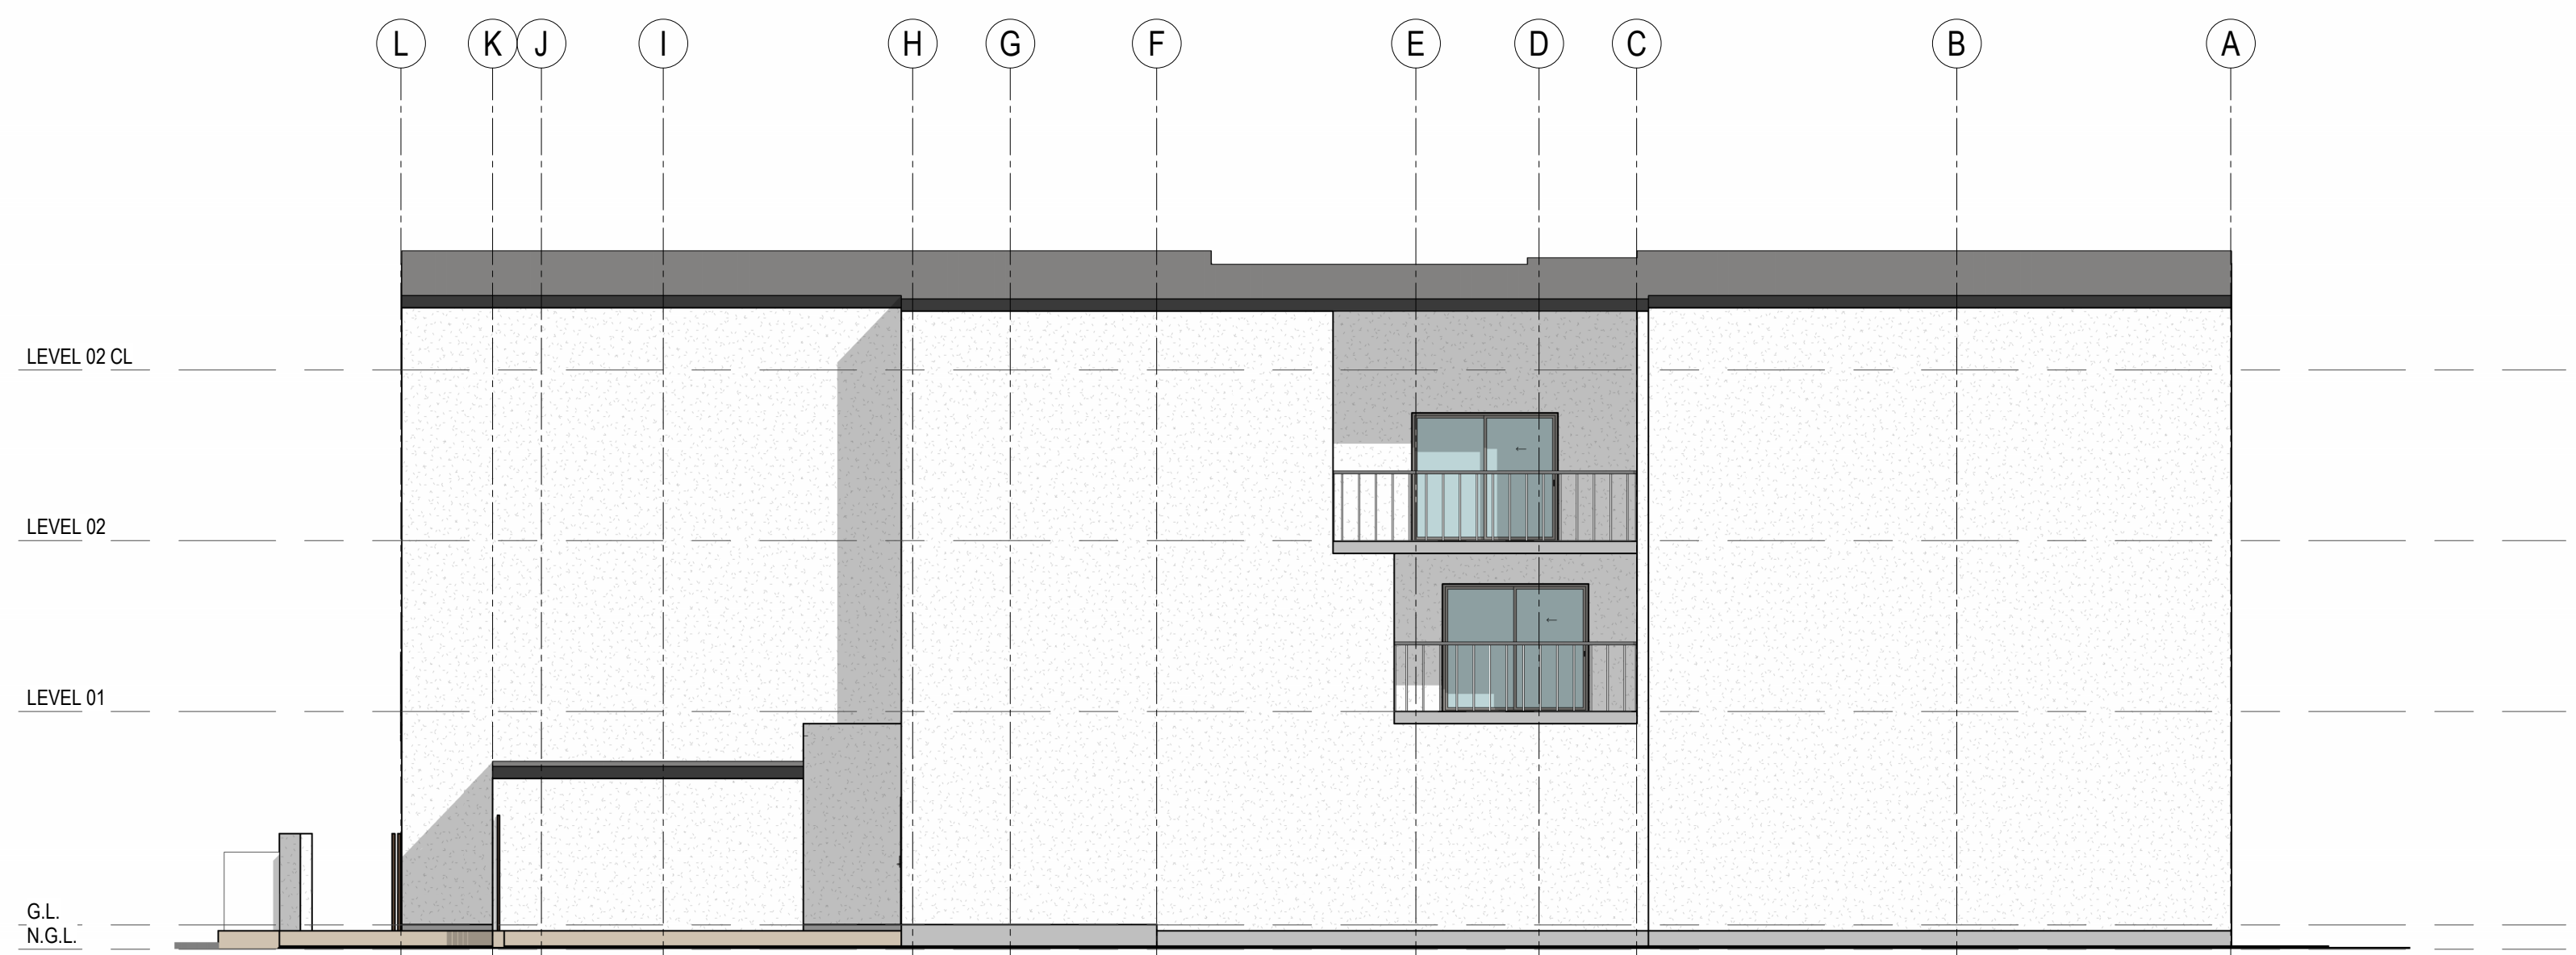 L K J I H G F E D C B A
LEVEL 02 CL
LEVEL 02
LEVEL 01
G.L.
N.G.L.